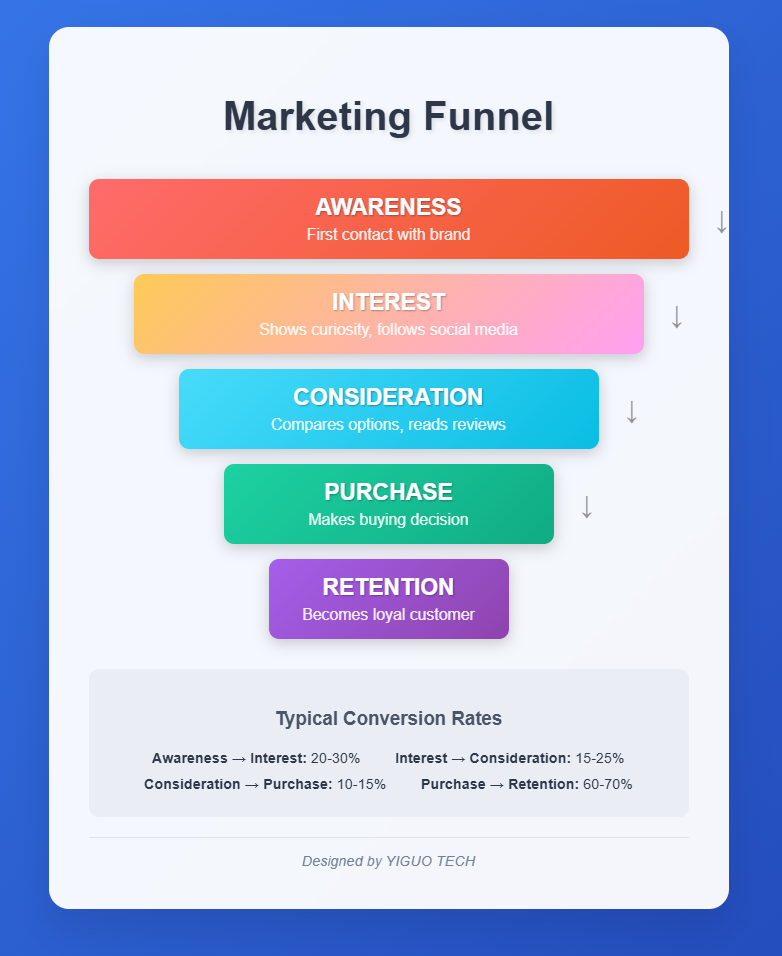 Marketing Funnel
AWARENESS
First contact with brand
↓
INTEREST
Shows curiosity, follows social media
↓
CONSIDERATION
Compares options, reads reviews
↓
PURCHASE
Makes buying decision
↓
RETENTION
Becomes loyal customer
Typical Conversion Rates
Awareness → Interest: 20-30% Interest → Consideration: 15-25%
Consideration → Purchase: 10-15% Purchase → Retention: 60-70%
Designed by YIGUO TECH